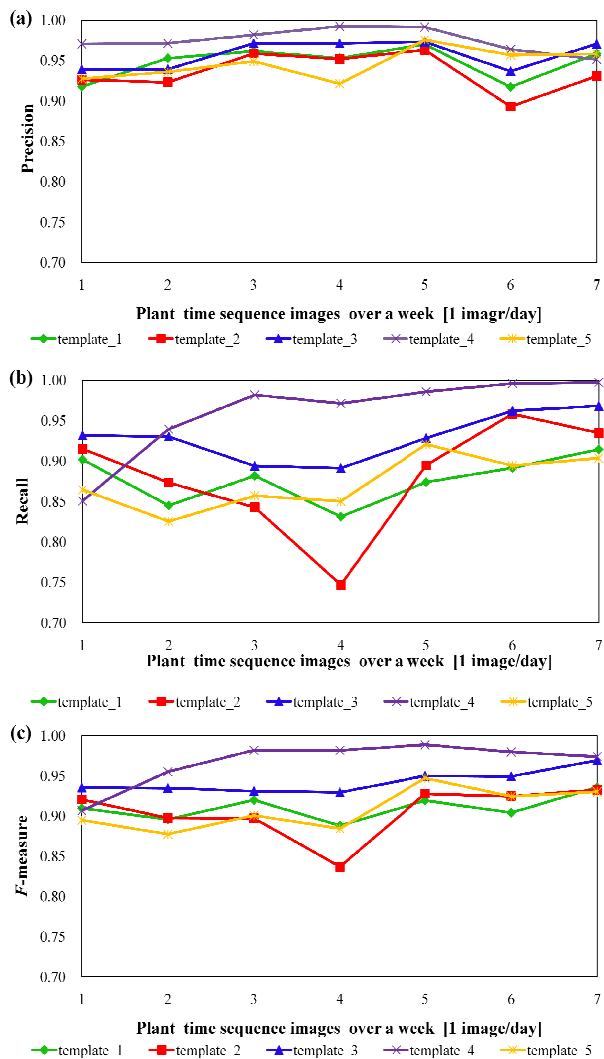 (a)
1.00
0.95
0.90
0.85
0.80
0.75
0.70
Precision
1 2 3 4 5 6 7
Plant time sequence images over a week [1 imagr/day]
template_1 template_2 template_3 template_4 template_5
(b)
1.00
0.95
0.90
0.85
0.80
0.75
0.70
Recall
1 2 3 4 5 6 7
Plant time sequence images over a week [1 image/day]
template_1 template_2 template_3 template_4 template_5
(c)
1.00
0.95
0.90
0.85
0.80
0.75
0.70
F-measure
1 2 3 4 5 6 7
Plant time sequence images over a week [1 image/day]
template_1 template_2 template_3 template_4 template_5